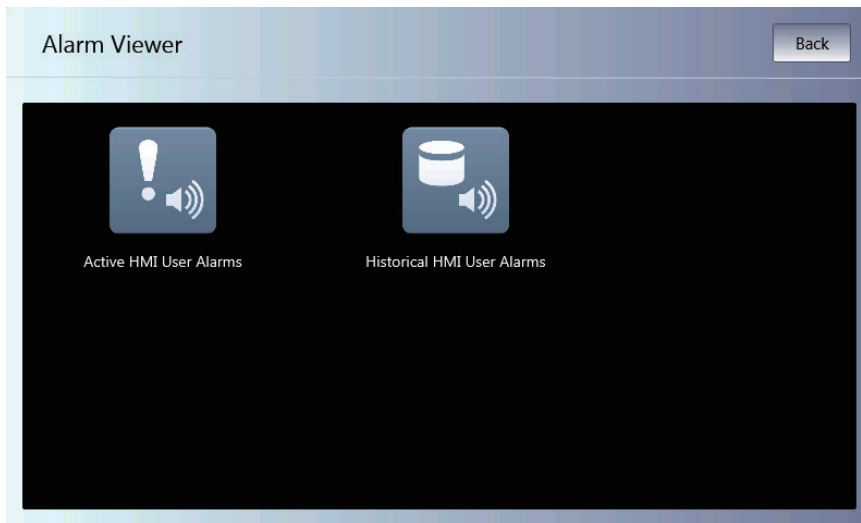 Alarm Viewer
Back
Active HMI User Alarms
Historical HMI User Alarms